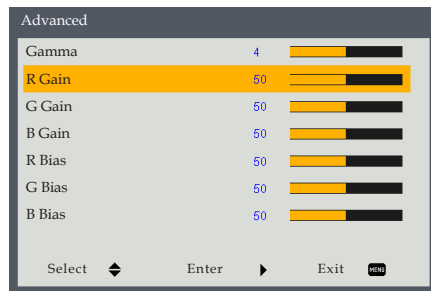 Advanced
Gamma 4
R Gain 50
G Gain 50
B Gain 50
R Bias 50
G Bias 50
B Bias 50
Select Enter Exit MENU